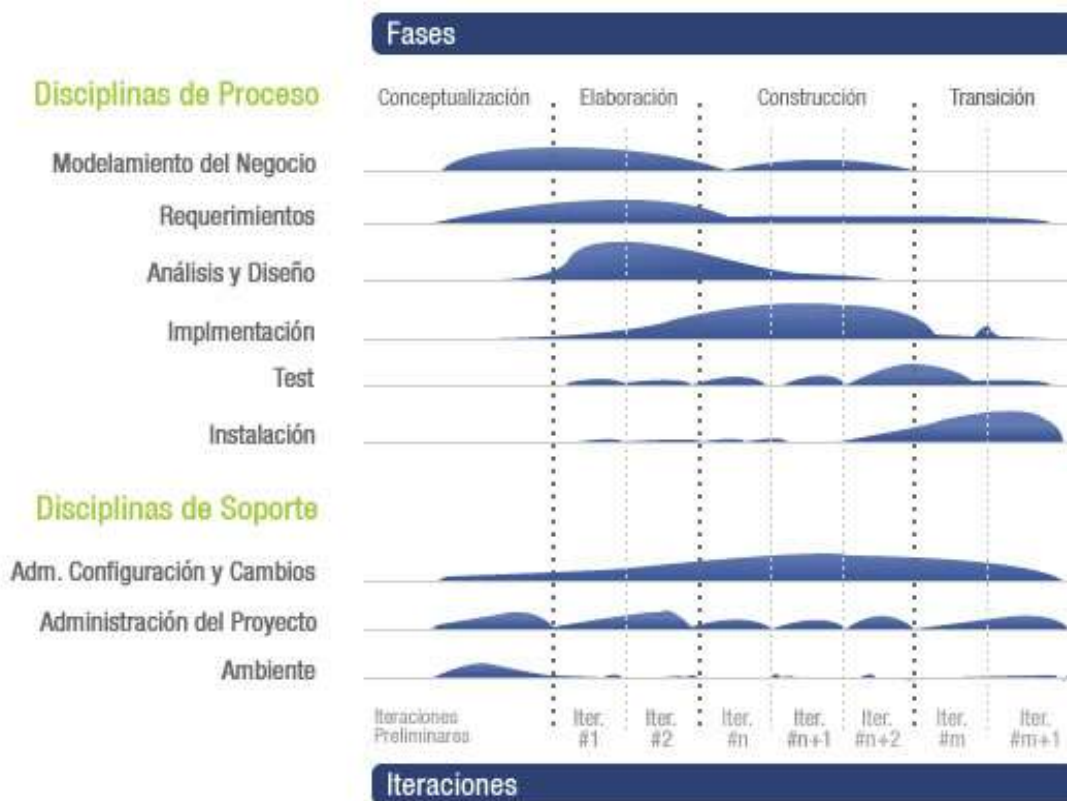 Fases
Disciplinas de Proceso
Conceptualización Elaboración Construcción Transición
Modelamiento del Negocio
Requerimientos
Análisis y Diseño
Implmentación
Test
Instalación
Disciplinas de Soporte
Adm. Configuración y Cambios
Administración del Proyecto
Ambiente
Iteraciones Iter. Iter. Iter. Iter. Iter. Iter. Iter.
Preliminaros #1 #2 #n #n+1 #n+2 #m #m+1
Iteraciones